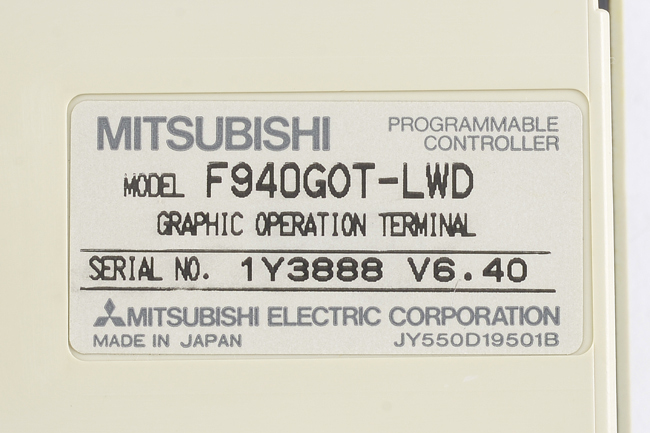 MITSUBISHI PROGRAMMABLE CONTROLLER
MODEL F940GOT-LWD
GRAPHIC OPERATION TERMINAL
SERIAL NO. 1Y3888 V6.40
MITSUBISHI ELECTRIC CORPORATION
MADE IN JAPAN JY550D19501B